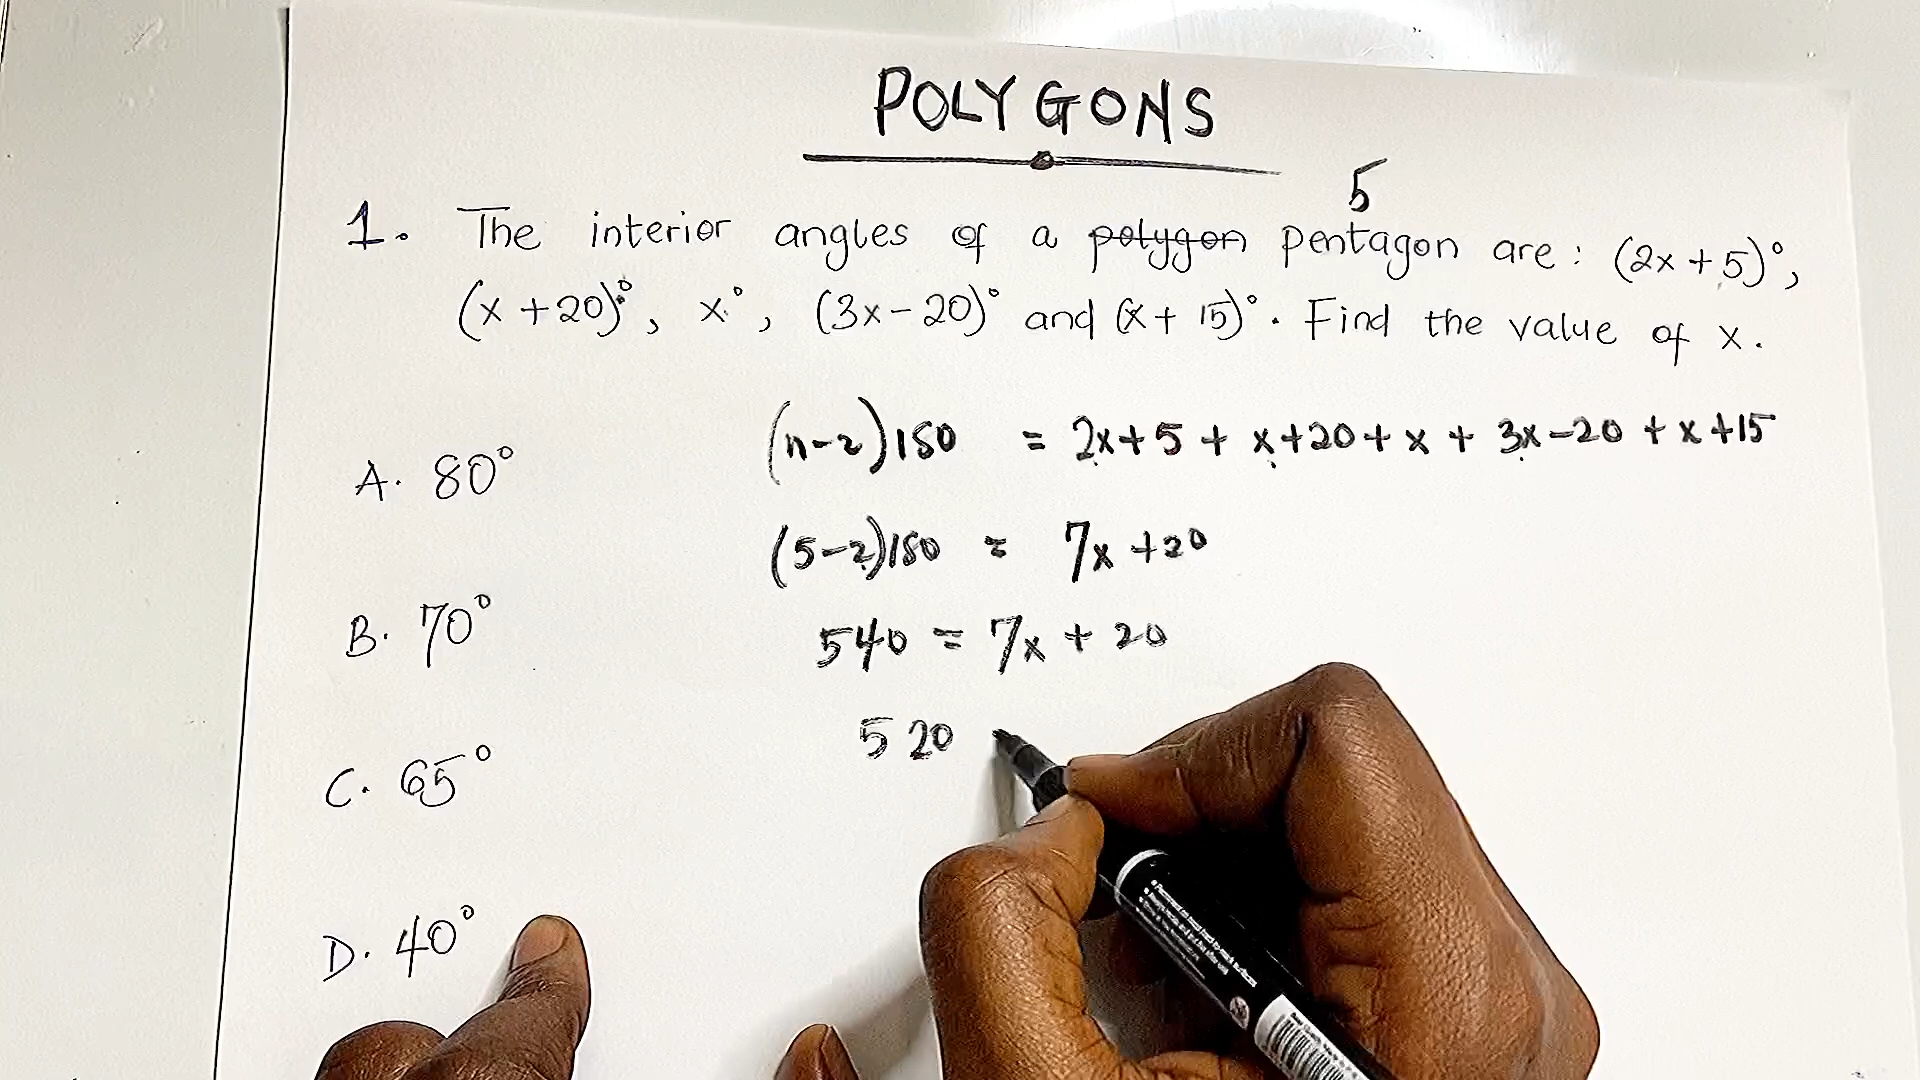 POLYGONS
5
1. The interior angles of a polygon pentagon are: (2x+5)°,
(x+20)°, x°, (3x-20)° and (x+15)°. Find the value of x.
(n-2)180 = 2x+5+x+20+x+3x-20+x+15
A. 80°
(5-2)180 = 7x+20
B. 70°
540 = 7x+20
520
C. 65°
D. 40°